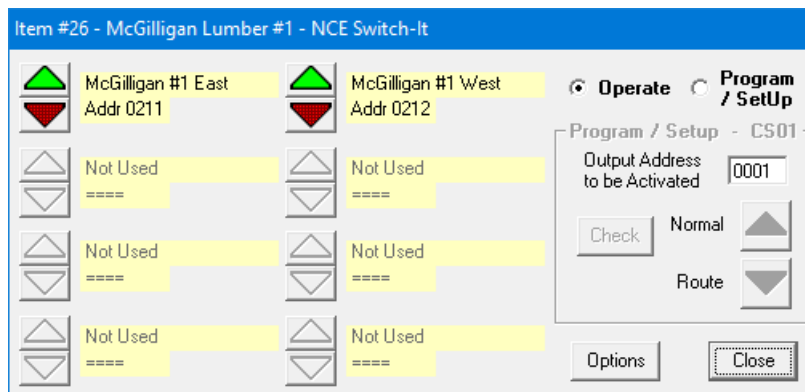 Item #26 - McGilligan Lumber #1 - NCE Switch-It
McGilligan #1 East
Addr 0211
McGilligan #1 West
Addr 0212
Operate
Program
/ SetUp
Not Used
====
Not Used
====
Not Used
====
Not Used
====
Not Used
====
Not Used
====
Program / Setup - CS01
Output Address
to be Activated
0001
Check
Normal
Route
Options
Close